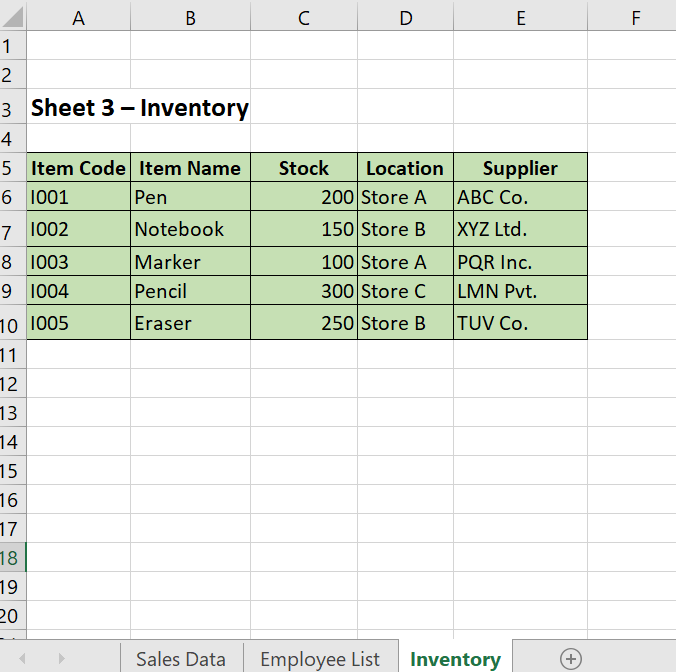 A B C D E F
1
2
3 Sheet 3 – Inventory
4
5 Item Code Item Name Stock Location Supplier
6 I001 Pen 200 Store A ABC Co.
7 I002 Notebook 150 Store B XYZ Ltd.
8 I003 Marker 100 Store A PQR Inc.
9 I004 Pencil 300 Store C LMN Pvt.
10 I005 Eraser 250 Store B TUV Co.
11
12
13
14
15
16
17
18
19
20
Sales Data Employee List Inventory